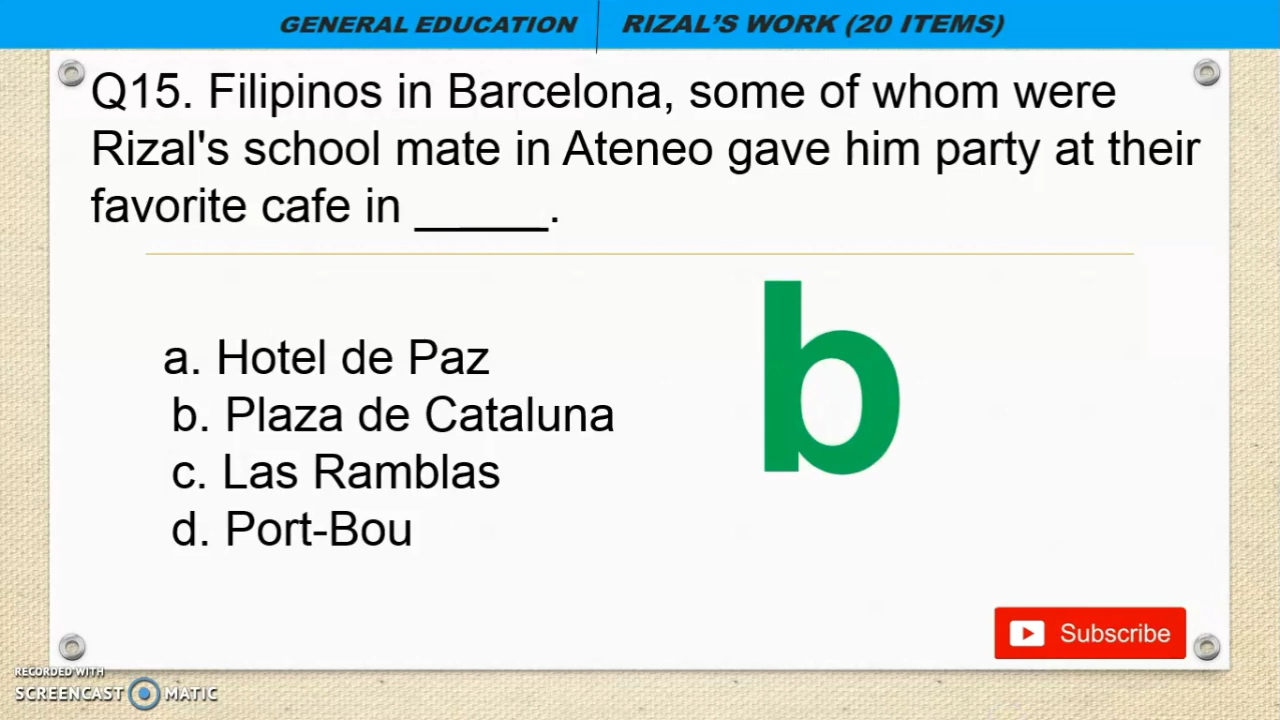 GENERAL EDUCATION RIZAL'S WORK (20 ITEMS)
Q15. Filipinos in Barcelona, some of whom were
Rizal's school mate in Ateneo gave him party at their
favorite cafe in _____.
a. Hotel de Paz
b. Plaza de Cataluna
c. Las Ramblas
d. Port-Bou
b
Subscribe
RECORDED WITH
SCREENCAST MATIC